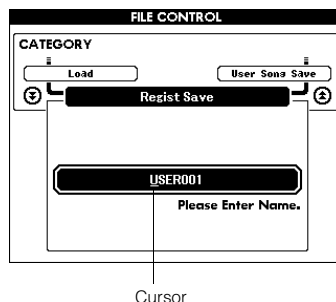 FILE CONTROL
CATEGORY
Load
User Song Save
Regist Save
USER001
Please Enter Name.
Cursor